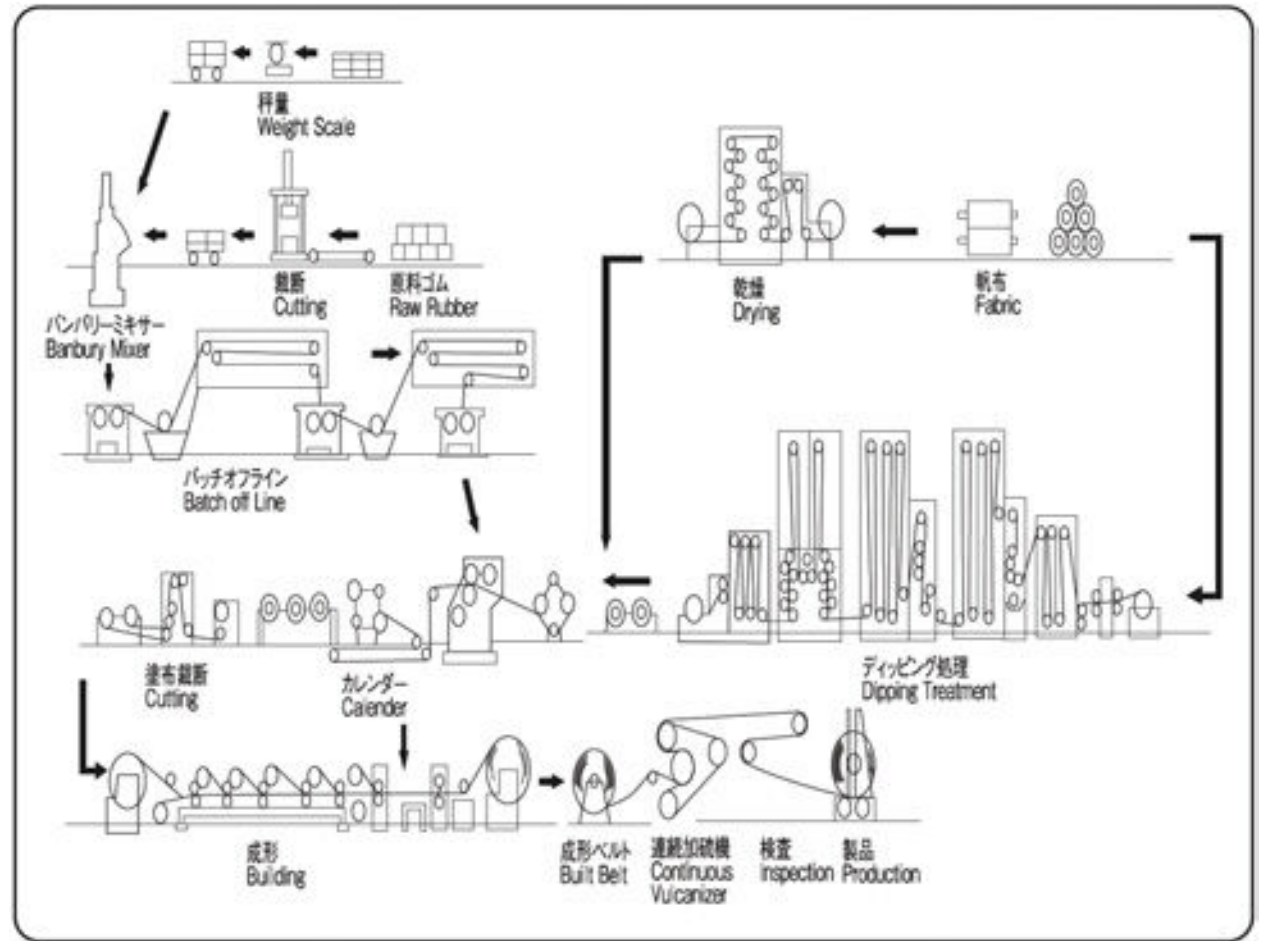 秤量
Weight Scale
裁断
Cutting
原料ゴム
Raw Rubber
バンバリーミキサー
Banbury Mixer
乾燥
Drying
帆布
Fabric
バッチオフライン
Batch off Line
塗布裁断
Cutting
カレンダー
Calender
ディッピング処理
Dipping Treatment
成形
Building
成形ベルト
Built Belt
連続加硫機
Continuous
Vulcanizer
検査
inspection
製品
Production